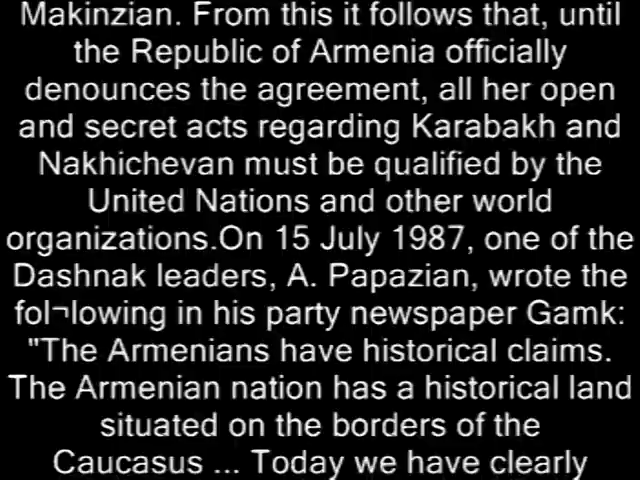 Makinzian. From this it follows that, until
the Republic of Armenia officially
denounces the agreement, all her open
and secret acts regarding Karabakh and
Nakhichevan must be qualified by the
United Nations and other world
organizations.On 15 July 1987, one of the
Dashnak leaders, A. Papazian, wrote the
fol¬lowing in his party newspaper Gamk:
"The Armenians have historical claims.
The Armenian nation has a historical land
situated on the borders of the
Caucasus ... Today we have clearly